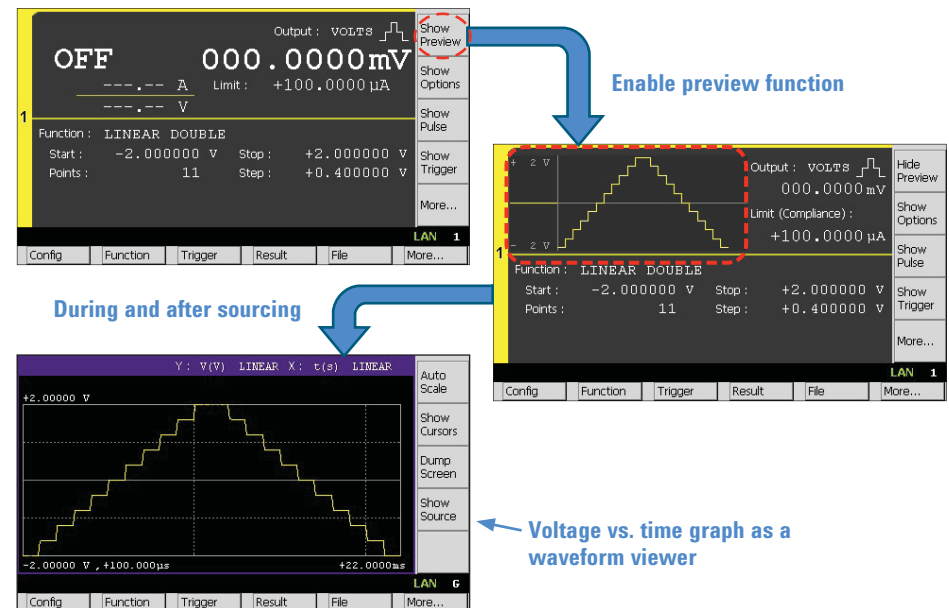 Output : VOLTS
OFF 000.0000mV
---.-- A Limit : +100.0000 µA
---.-- V
1
Function : LINEAR DOUBLE
Start : -2.000000 V Stop : +2.000000 V
Points : 11 Step : +0.400000 V
Show Preview
Show Options
Show Pulse
Show Trigger
More...
LAN 1
Config Function Trigger Result File More...
Enable preview function
+ 2 V
- 2 V
Output : VOLTS
000.0000 mV
Limit (Compliance) :
+100.0000 µA
1
Function : LINEAR DOUBLE
Start : -2.000000 V Stop : +2.000000 V
Points : 11 Step : +0.400000 V
Hide Preview
Show Options
Show Pulse
Show Trigger
More...
LAN 1
Config Function Trigger Result File More...
During and after sourcing
Y: V(V) LINEAR X: t(s) LINEAR
+2.00000 V
-2.00000 V ,+100.000µs +22.0000ms
Auto Scale
Show Cursors
Dump Screen
Show Source
LAN G
Config Function Trigger Result File More...
Voltage vs. time graph as a
waveform viewer